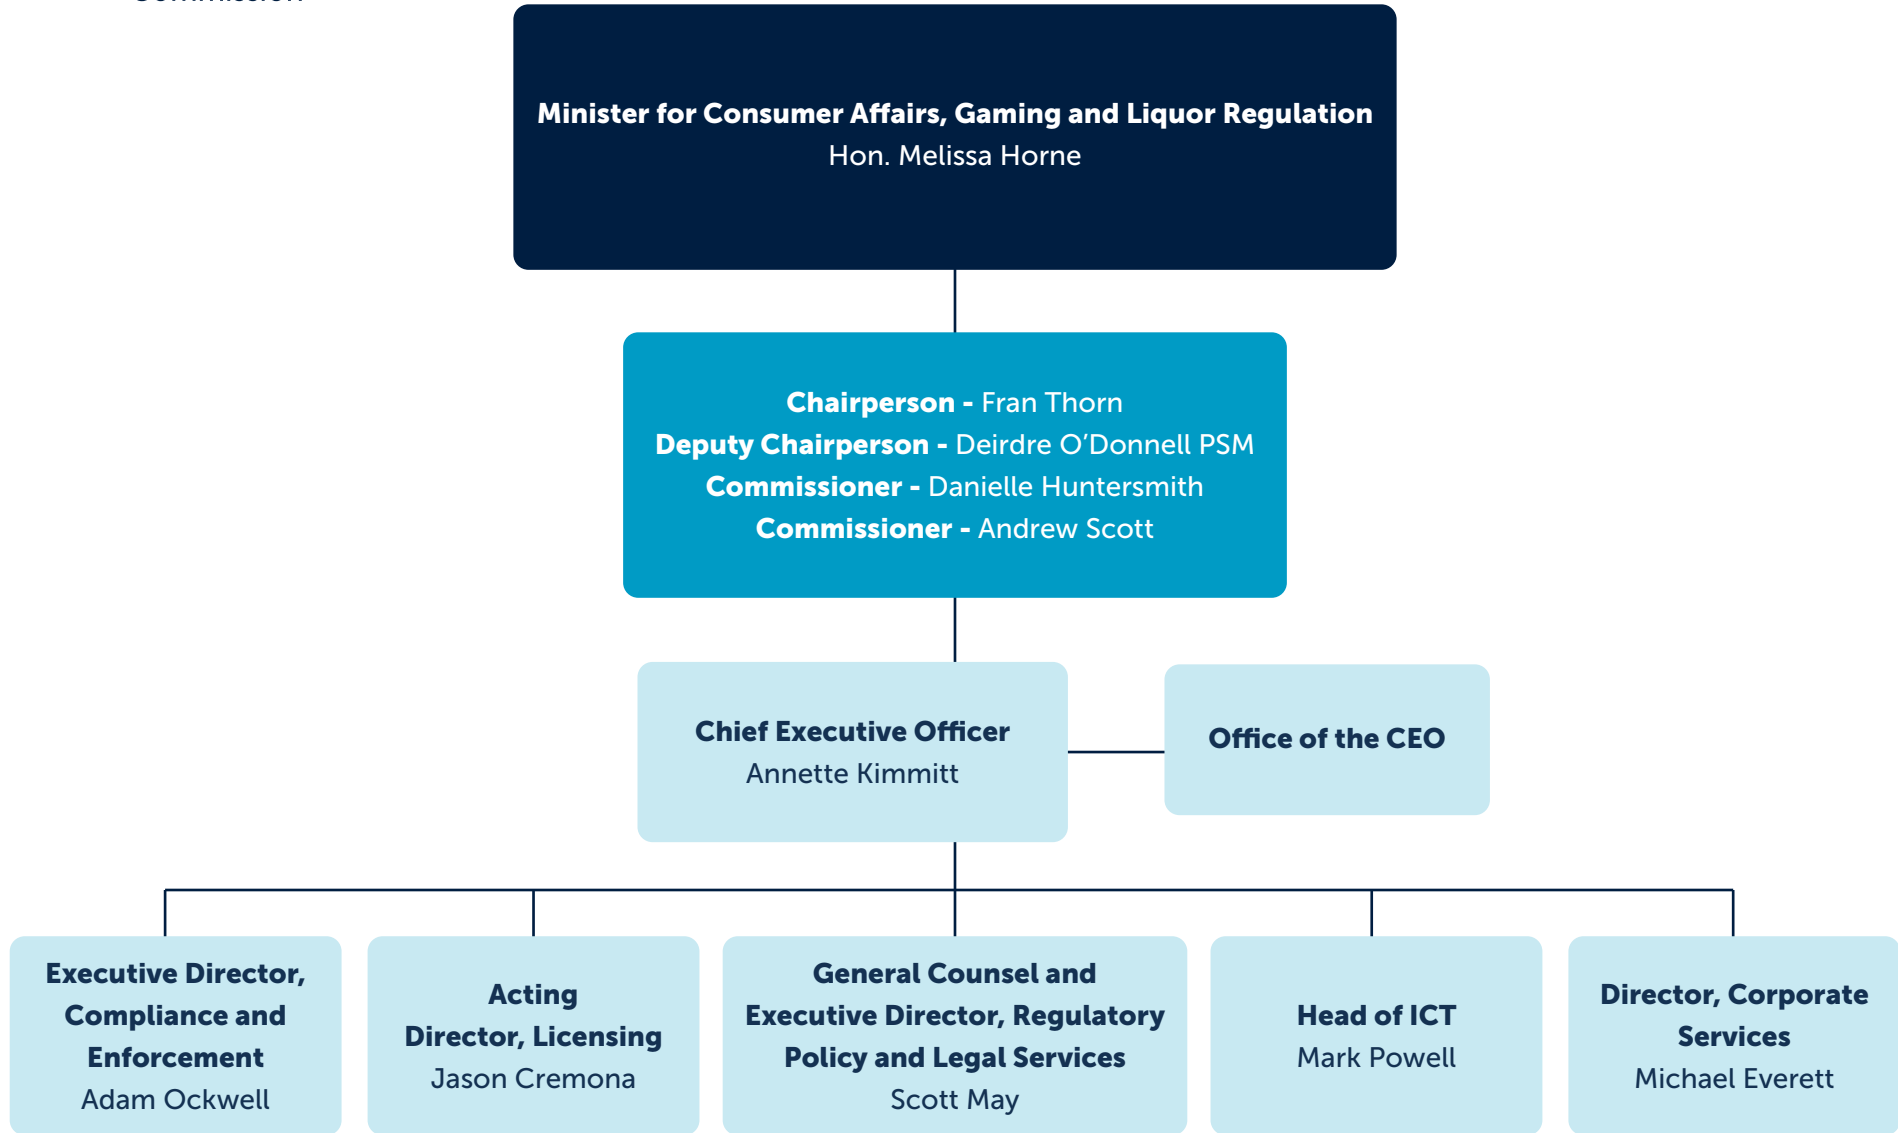 Commission
Minister for Consumer Affairs, Gaming and Liquor Regulation
Hon. Melissa Horne
Chairperson - Fran Thorn
Deputy Chairperson - Deirdre O’Donnell PSM
Commissioner - Danielle Huntersmith
Commissioner - Andrew Scott
Chief Executive Officer
Annette Kimmitt
Office of the CEO
Executive Director,
Compliance and
Enforcement
Adam Ockwell
Acting
Director, Licensing
Jason Cremona
General Counsel and
Executive Director, Regulatory
Policy and Legal Services
Scott May
Head of ICT
Mark Powell
Director, Corporate
Services
Michael Everett